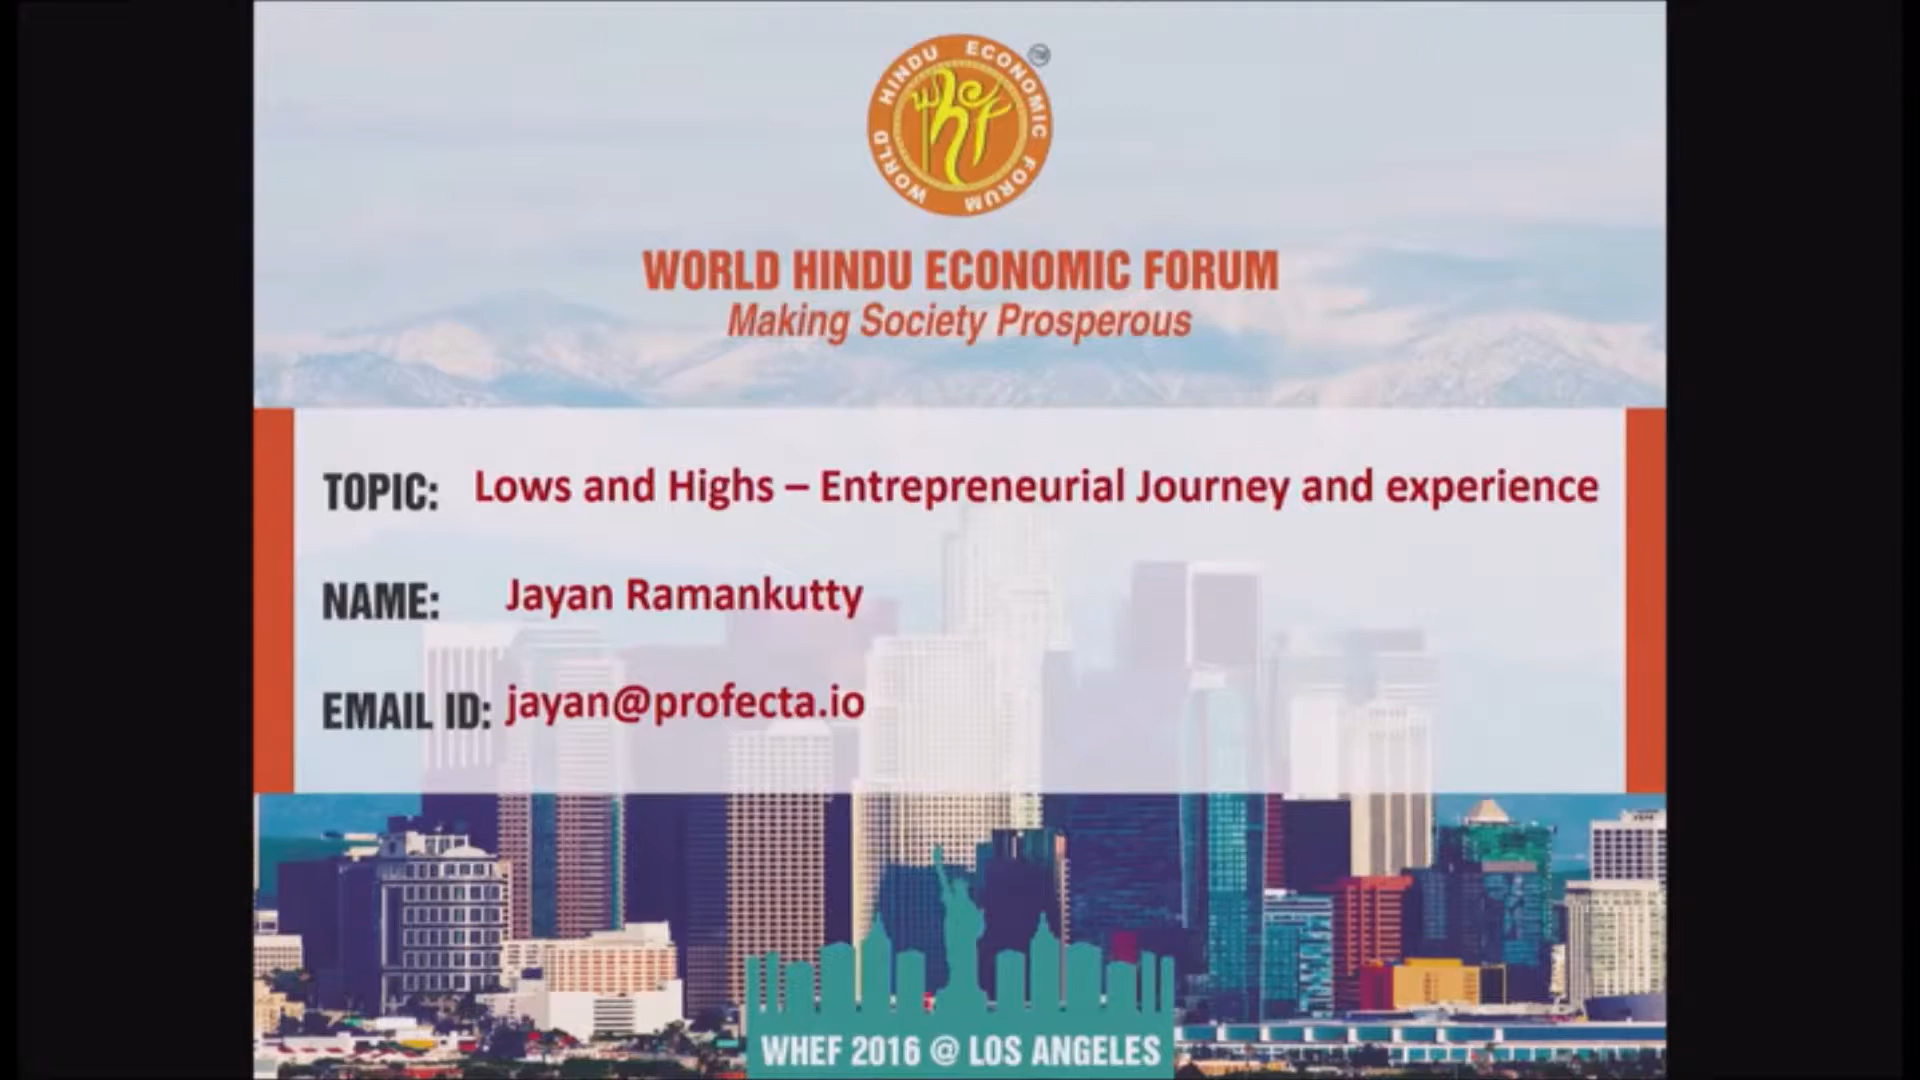 WORLD HINDU ECONOMIC FORUM
whef
WORLD HINDU ECONOMIC FORUM
Making Society Prosperous
TOPIC: Lows and Highs – Entrepreneurial Journey and experience
NAME: Jayan Ramankutty
EMAIL ID: jayan@profecta.io
WHEF 2016 @ LOS ANGELES